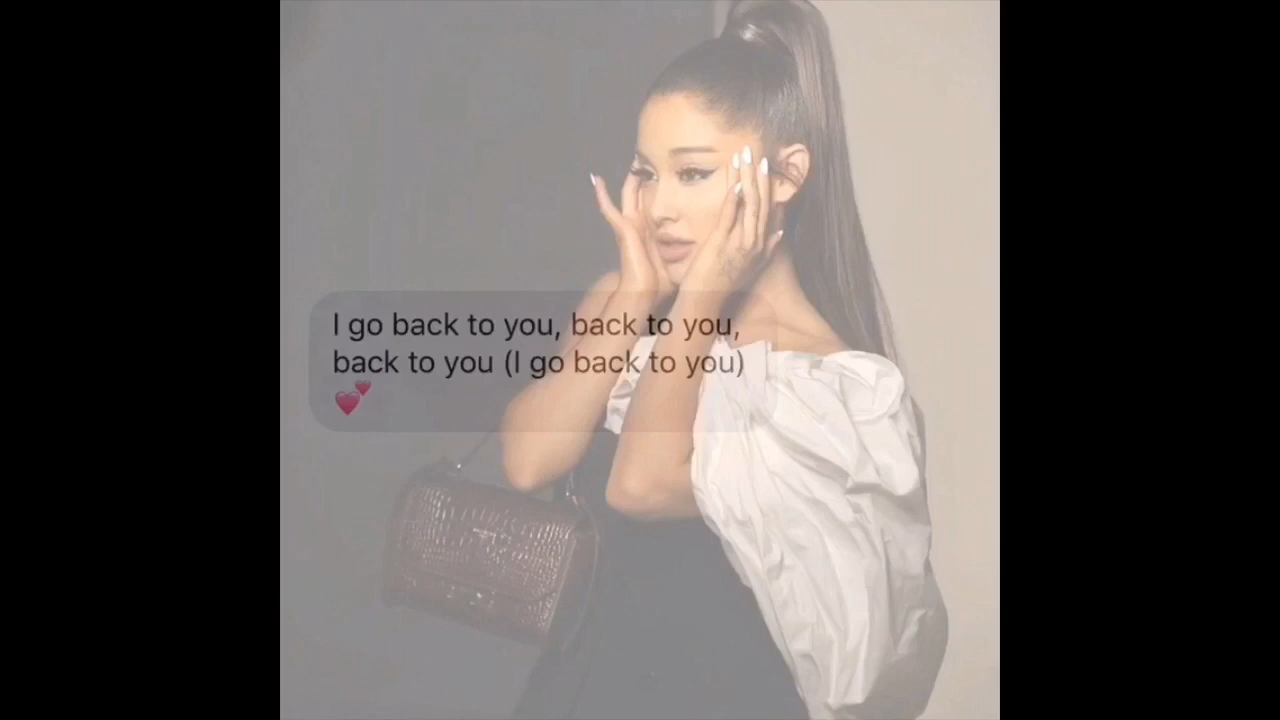 I go back to you, back to you,
back to you (I go back to you)
💕